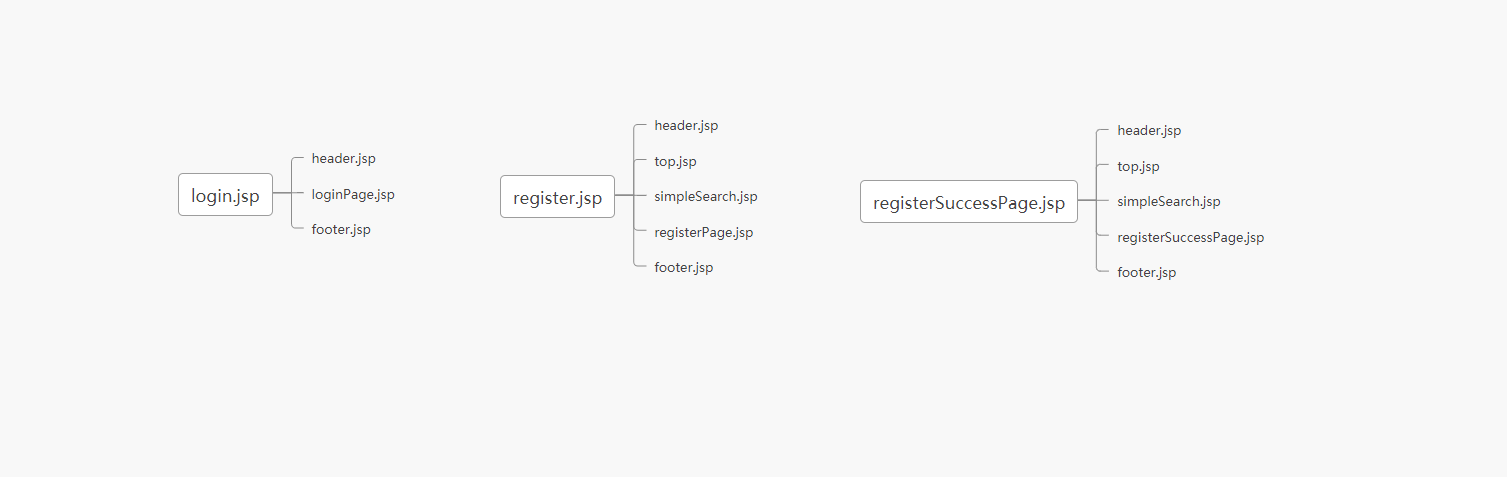 login.jsp
header.jsp
loginPage.jsp
footer.jsp
register.jsp
header.jsp
top.jsp
simpleSearch.jsp
registerPage.jsp
footer.jsp
registerSuccessPage.jsp
header.jsp
top.jsp
simpleSearch.jsp
registerSuccessPage.jsp
footer.jsp